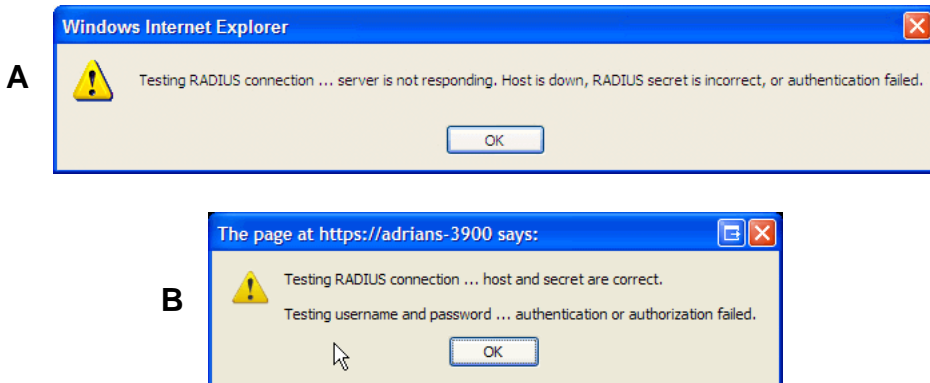 Windows Internet Explorer
A
Testing RADIUS connection ... server is not responding. Host is down, RADIUS secret is incorrect, or authentication failed.
OK
The page at https://adrians-3900 says:
B
Testing RADIUS connection ... host and secret are correct.
Testing username and password ... authentication or authorization failed.
OK